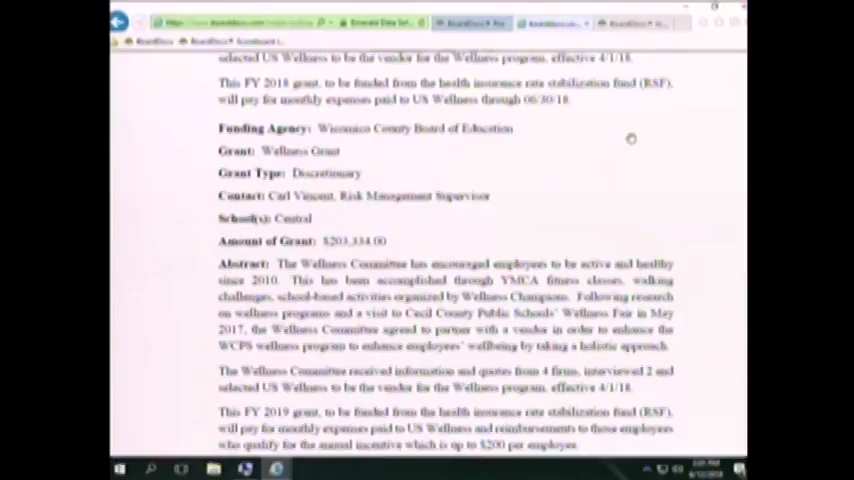 BoardDocs
selected US Wellness to be the vendor for the Wellness program, effective 4/1/18.
This FY 2018 grant, to be funded from the health insurance rate stabilization fund (RSF),
will pay for monthly expenses paid to US Wellness through 06/30/18.
Funding Agency: Wicomico County Board of Education
Grant: Wellness Grant
Grant Type: Discretionary
Contact: Carl Vincent, Risk Management Supervisor
School(s): Central
Amount of Grant: $203,334.00
Abstract: The Wellness Committee has encouraged employees to be active and healthy
since 2010. This has been accomplished through YMCA fitness classes, walking
challenges, school-based activities organized by Wellness Champions. Following research
on wellness programs and a visit to Cecil County Public Schools' Wellness Fair in May
2017, the Wellness Committee agreed to partner with a vendor in order to enhance the
WCPS wellness program to enhance employees' wellbeing by taking a holistic approach.
The Wellness Committee received information and quotes from 4 firms, interviewed 2 and
selected US Wellness to be the vendor for the Wellness program, effective 4/1/18.
This FY 2019 grant, to be funded from the health insurance rate stabilization fund (RSF),
will pay for monthly expenses paid to US Wellness and reimbursements to those employees
who qualify for the annual incentive which is up to $200 per employee.